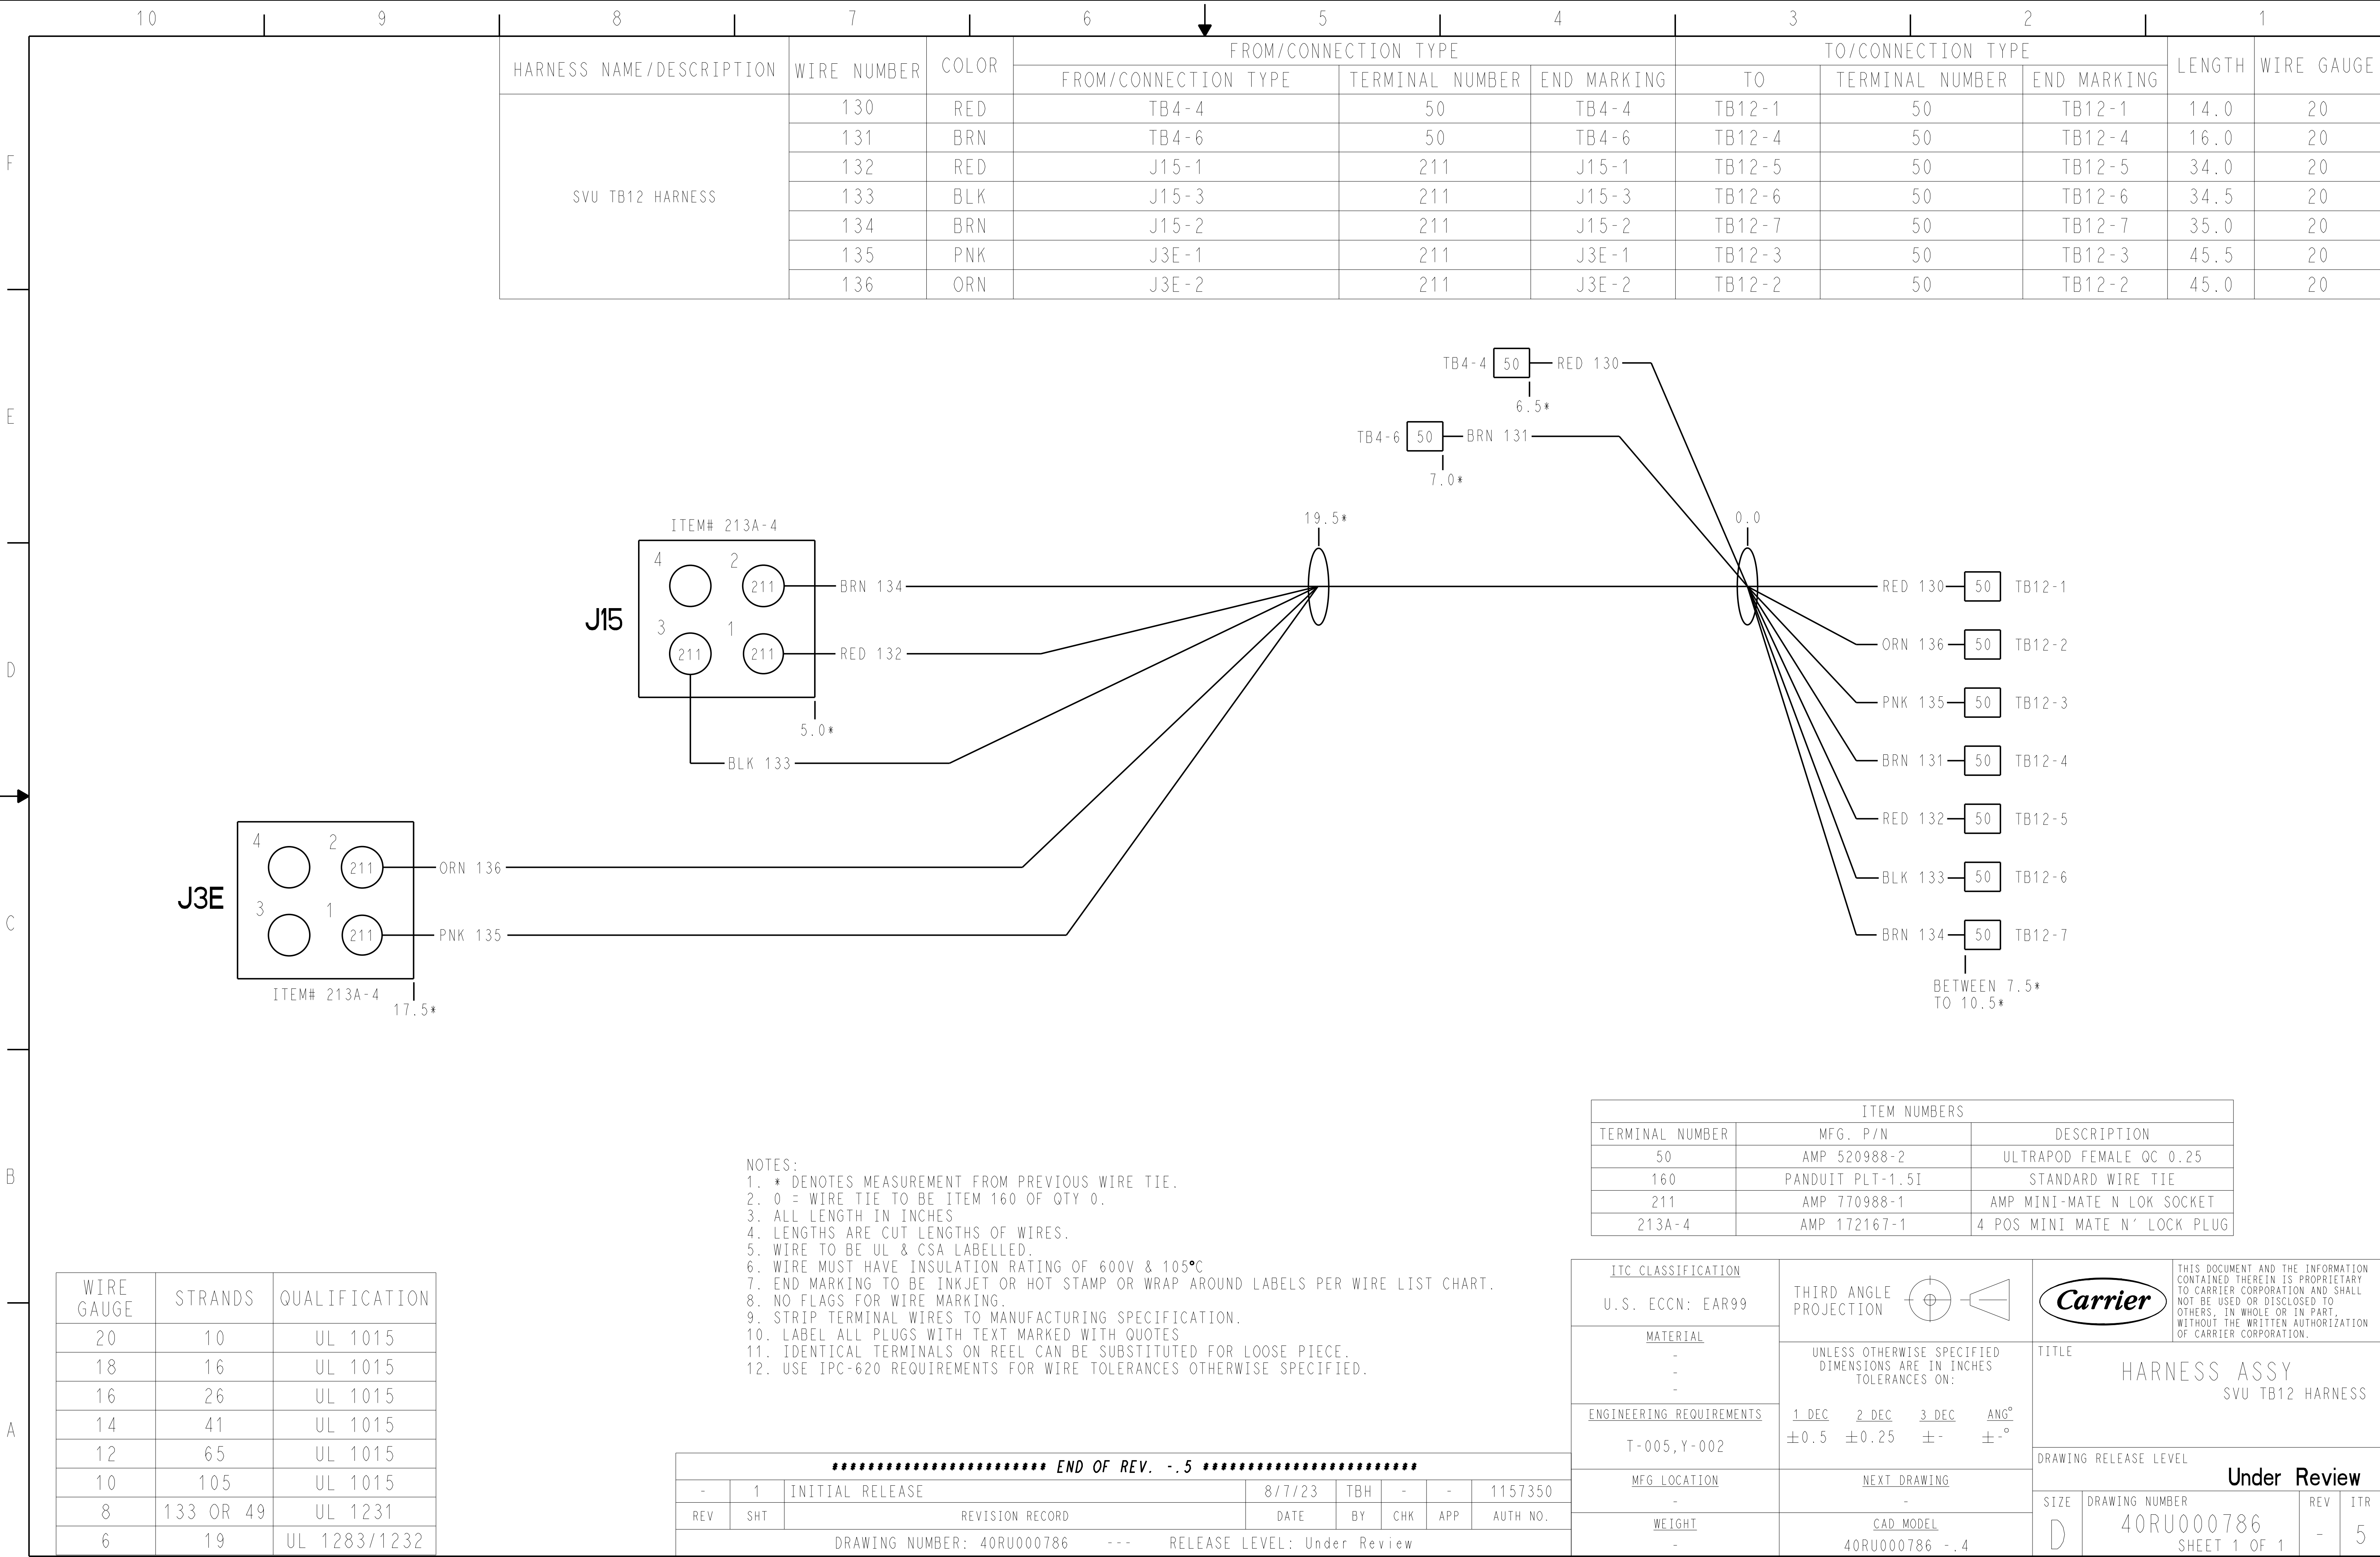 10 9 8 7 6 5 4 3 2 1
HARNESS NAME/DESCRIPTION WIRE NUMBER COLOR FROM/CONNECTION TYPE TO/CONNECTION TYPE LENGTH WIRE GAUGE
FROM/CONNECTION TYPE TERMINAL NUMBER END MARKING TO TERMINAL NUMBER END MARKING
SVU TB12 HARNESS
130 RED TB4-4 50 TB4-4 TB12-1 50 TB12-1 14.0 20
131 BRN TB4-6 50 TB4-6 TB12-4 50 TB12-4 16.0 20
132 RED J15-1 211 J15-1 TB12-5 50 TB12-5 34.0 20
133 BLK J15-3 211 J15-3 TB12-6 50 TB12-6 34.5 20
134 BRN J15-2 211 J15-2 TB12-7 50 TB12-7 35.0 20
135 PNK J3E-1 211 J3E-1 TB12-3 50 TB12-3 45.5 20
136 ORN J3E-2 211 J3E-2 TB12-2 50 TB12-2 45.0 20
F
E
D
C
B
A
TB4-4 50 RED 130
6.5*
TB4-6 50 BRN 131
7.0*
19.5*
0.0
ITEM# 213A-4
J15
4 2
211 BRN 134
3 1
211 211 RED 132
5.0*
BLK 133
J3E
4 2
211 ORN 136
3 1
211 PNK 135
ITEM# 213A-4
17.5*
RED 130 50 TB12-1
ORN 136 50 TB12-2
PNK 135 50 TB12-3
BRN 131 50 TB12-4
RED 132 50 TB12-5
BLK 133 50 TB12-6
BRN 134 50 TB12-7
BETWEEN 7.5*
TO 10.5*
ITEM NUMBERS
TERMINAL NUMBER MFG. P/N DESCRIPTION
50 AMP 520988-2 ULTRAPOD FEMALE QC 0.25
160 PANDUIT PLT-1.5I STANDARD WIRE TIE
211 AMP 770988-1 AMP MINI-MATE N LOK SOCKET
213A-4 AMP 172167-1 4 POS MINI MATE N' LOCK PLUG
NOTES:
1. * DENOTES MEASUREMENT FROM PREVIOUS WIRE TIE.
2. 0 = WIRE TIE TO BE ITEM 160 OF QTY 0.
3. ALL LENGTH IN INCHES
4. LENGTHS ARE CUT LENGTHS OF WIRES.
5. WIRE TO BE UL & CSA LABELLED.
6. WIRE MUST HAVE INSULATION RATING OF 600V & 105°C
7. END MARKING TO BE INKJET OR HOT STAMP OR WRAP AROUND LABELS PER WIRE LIST CHART.
8. NO FLAGS FOR WIRE MARKING.
9. STRIP TERMINAL WIRES TO MANUFACTURING SPECIFICATION.
10. LABEL ALL PLUGS WITH TEXT MARKED WITH QUOTES
11. IDENTICAL TERMINALS ON REEL CAN BE SUBSTITUTED FOR LOOSE PIECE.
12. USE IPC-620 REQUIREMENTS FOR WIRE TOLERANCES OTHERWISE SPECIFIED.
WIRE GAUGE STRANDS QUALIFICATION
20 10 UL 1015
18 16 UL 1015
16 26 UL 1015
14 41 UL 1015
12 65 UL 1015
10 105 UL 1015
8 133 OR 49 UL 1231
6 19 UL 1283/1232
************************ END OF REV. -.5 ************************
- 1 INITIAL RELEASE 8/7/23 TBH - - 1157350
REV SHT REVISION RECORD DATE BY CHK APP AUTH NO.
DRAWING NUMBER: 40RU000786 --- RELEASE LEVEL: Under Review
ITC CLASSIFICATION
U.S. ECCN: EAR99
MATERIAL
-
-
-
ENGINEERING REQUIREMENTS
T-005,Y-002
MFG LOCATION
-
WEIGHT
-
THIRD ANGLE
PROJECTION
UNLESS OTHERWISE SPECIFIED
DIMENSIONS ARE IN INCHES
TOLERANCES ON:
1 DEC 2 DEC 3 DEC ANG°
±0.5 ±0.25 ±- ±-°
NEXT DRAWING
-
CAD MODEL
40RU000786 -.4
Carrier
THIS DOCUMENT AND THE INFORMATION
CONTAINED THEREIN IS PROPRIETARY
TO CARRIER CORPORATION AND SHALL
NOT BE USED OR DISCLOSED TO
OTHERS, IN WHOLE OR IN PART,
WITHOUT THE WRITTEN AUTHORIZATION
OF CARRIER CORPORATION.
TITLE
HARNESS ASSY
SVU TB12 HARNESS
DRAWING RELEASE LEVEL
Under Review
SIZE DRAWING NUMBER REV ITR
D 40RU000786 - 5
SHEET 1 OF 1